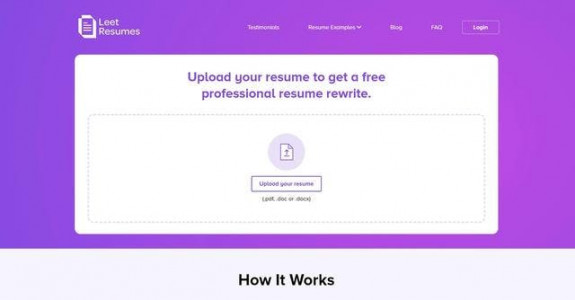 Leet
Resumes
Testimonials
Resume Examples
Blog
FAQ
Login
Upload your resume to get a free
professional resume rewrite.
Upload your resume
(.pdf, .doc or .docx)
How It Works